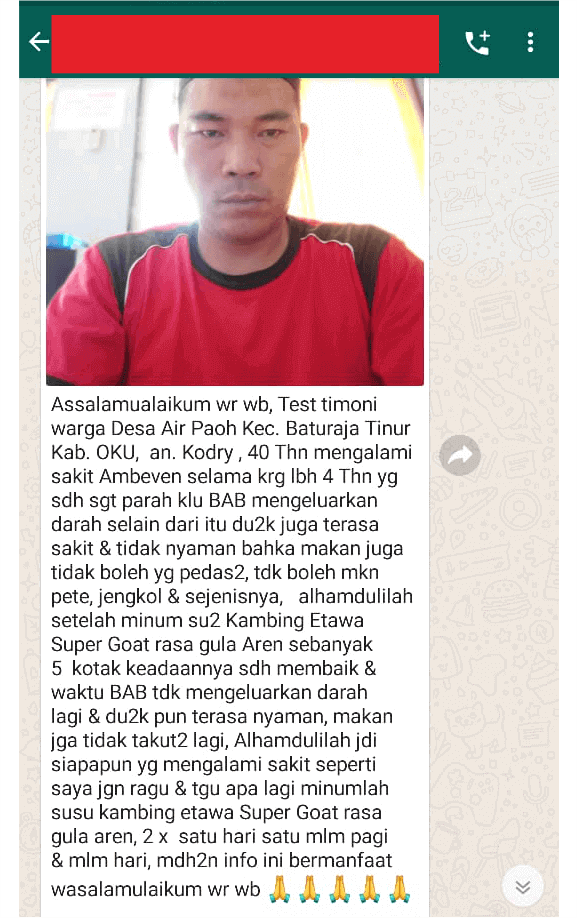 Assalamualaikum wr wb, Test timoni
warga Desa Air Paoh Kec. Baturaja Tinur
Kab. OKU,  an. Kodry , 40 Thn mengalami
sakit Ambeven selama krg lbh 4 Thn yg
sdh sgt parah klu BAB mengeluarkan
darah selain dari itu du2k juga terasa
sakit & tidak nyaman bahka makan juga
tidak boleh yg pedas2, tdk boleh mkn
pete, jengkol & sejenisnya,   alhamdulilah
setelah minum su2 Kambing Etawa
Super Goat rasa gula Aren sebanyak
5  kotak keadaannya sdh membaik &
waktu BAB tdk mengeluarkan darah
lagi & du2k pun terasa nyaman, makan
jga tidak takut2 lagi, Alhamdulilah jdi
siapapun yg mengalami sakit seperti
saya jgn ragu & tgu apa lagi minumlah
susu kambing etawa Super Goat rasa
gula aren, 2 x  satu hari satu mlm pagi
& mlm hari, mdh2n info ini bermanfaat
wasalamulaikum wr wb 🙏🙏🙏🙏🙏